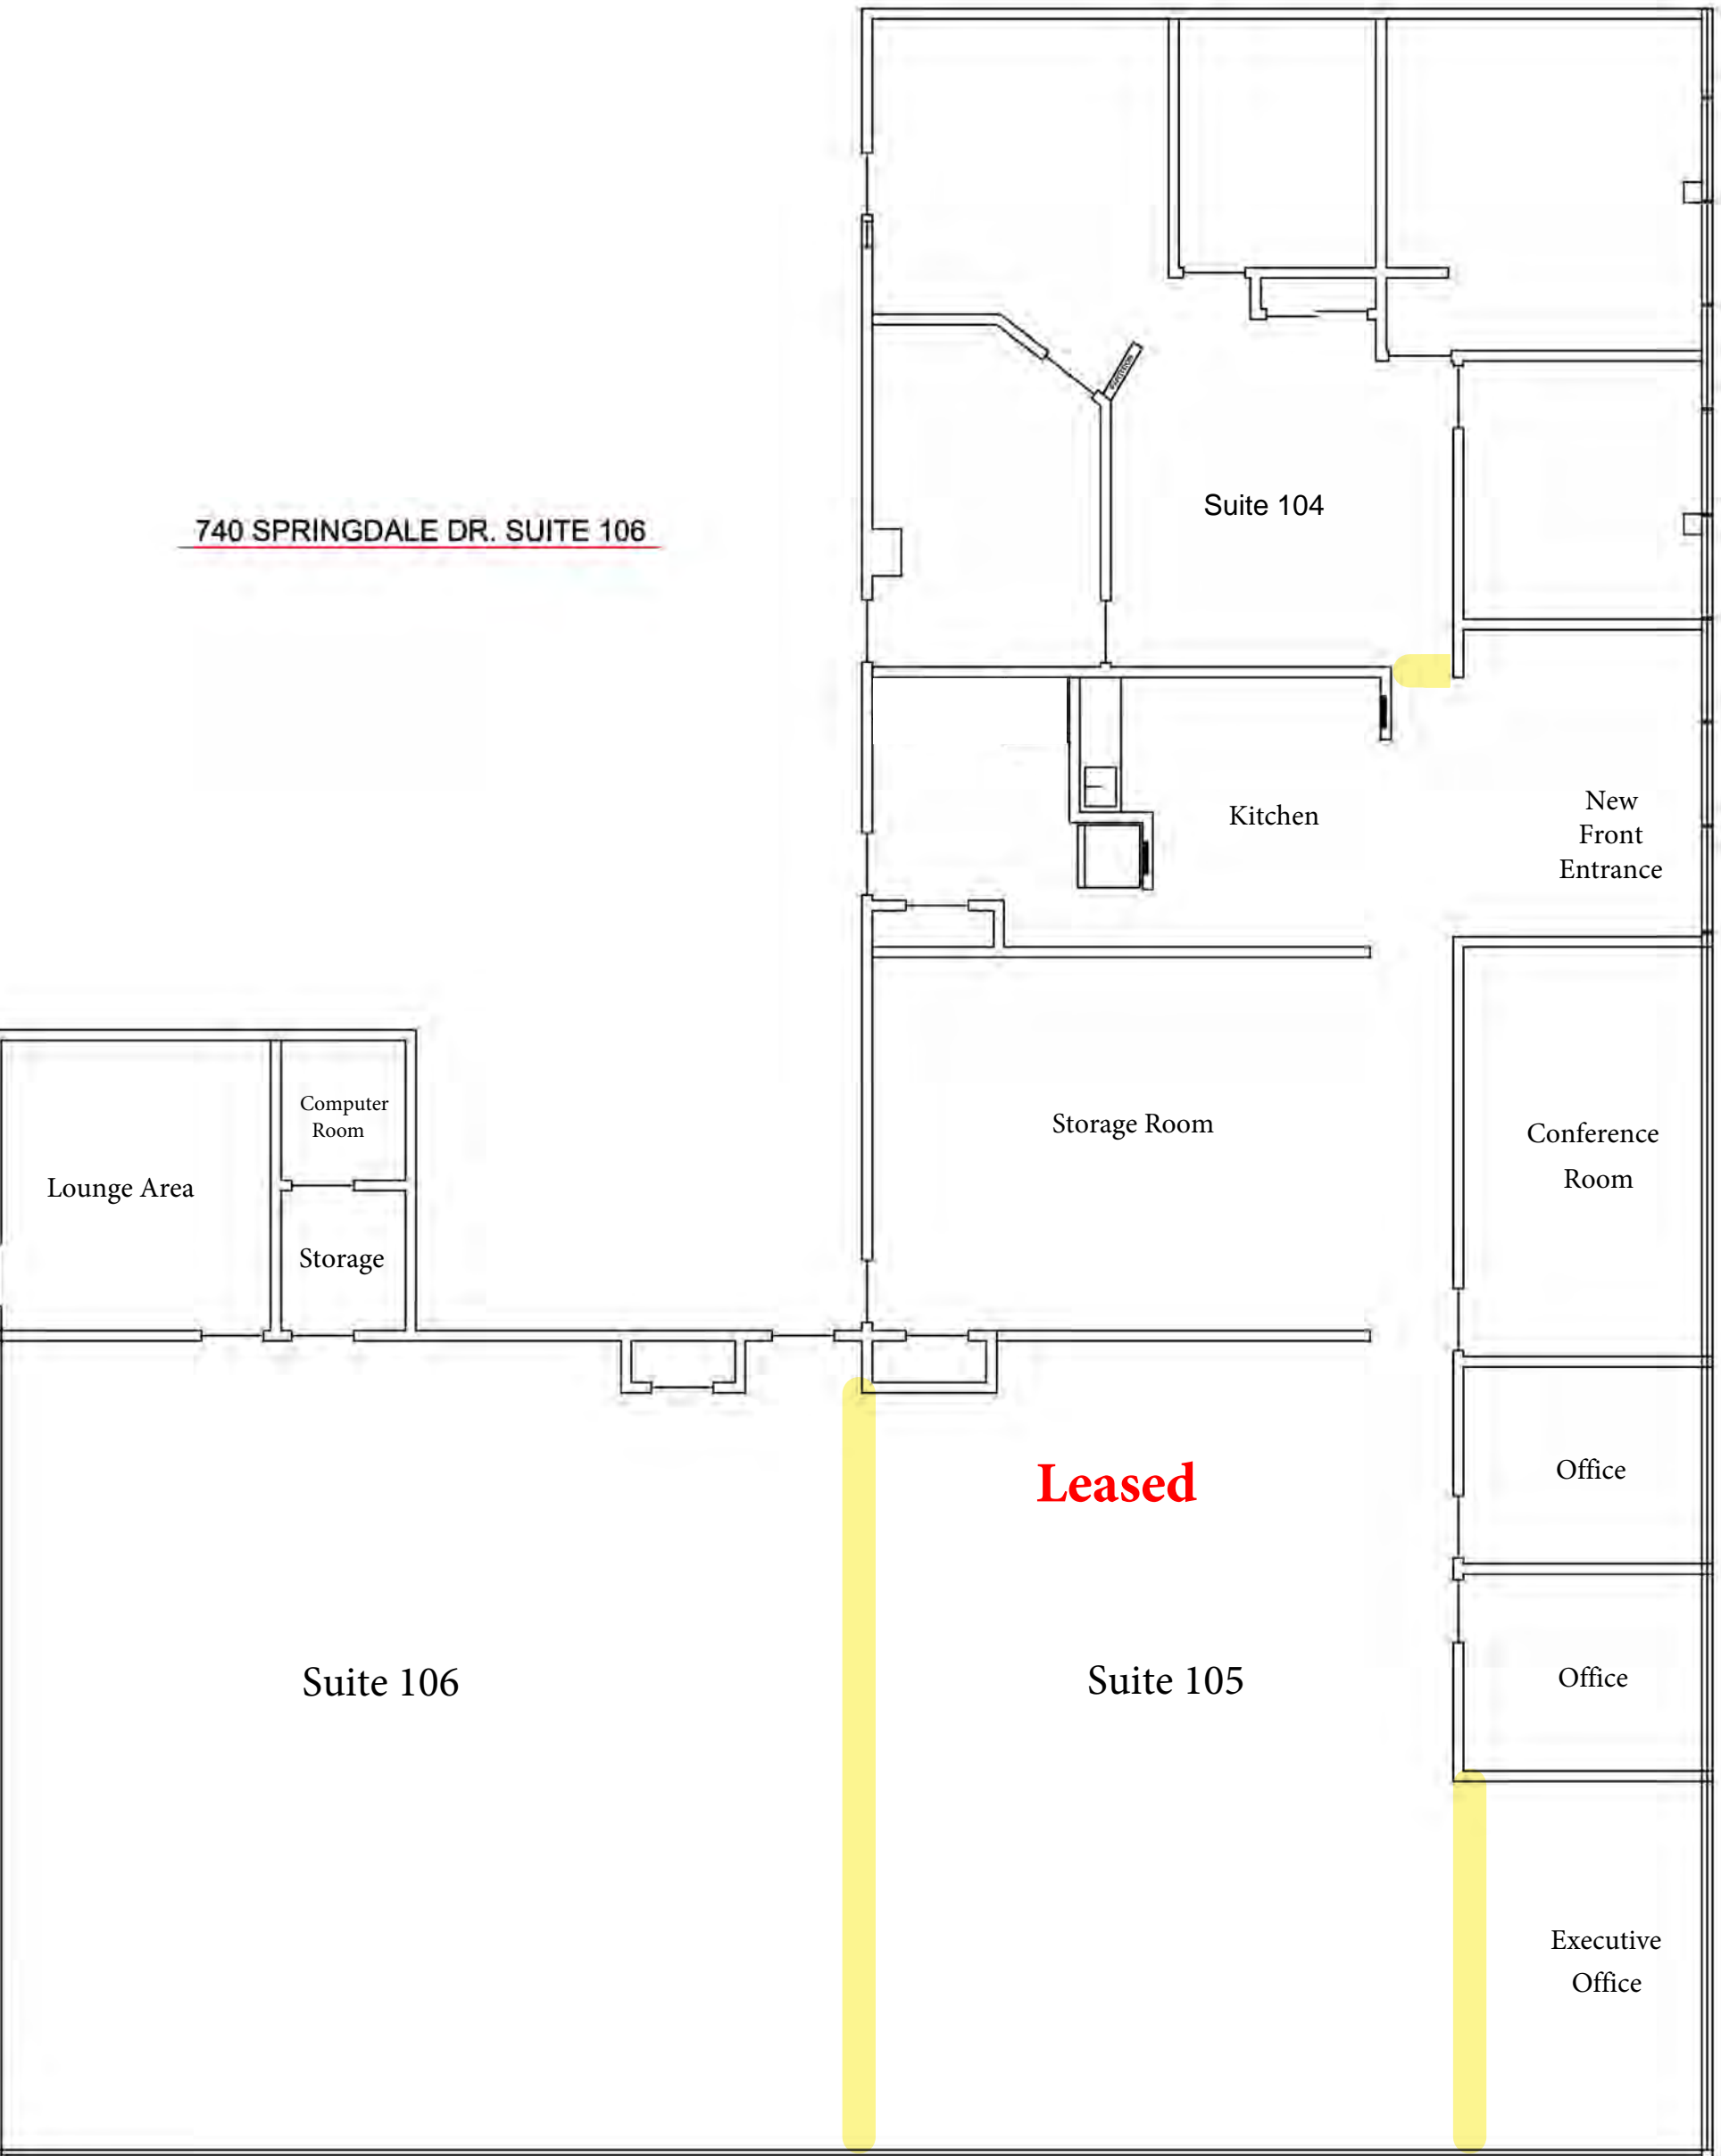 740 SPRINGDALE DR. SUITE 106
Suite 104
Kitchen
New
Front
Entrance
Computer
Room
Lounge Area
Storage
Storage Room
Conference
Room
Leased
Office
Suite 106
Suite 105
Office
Executive
Office